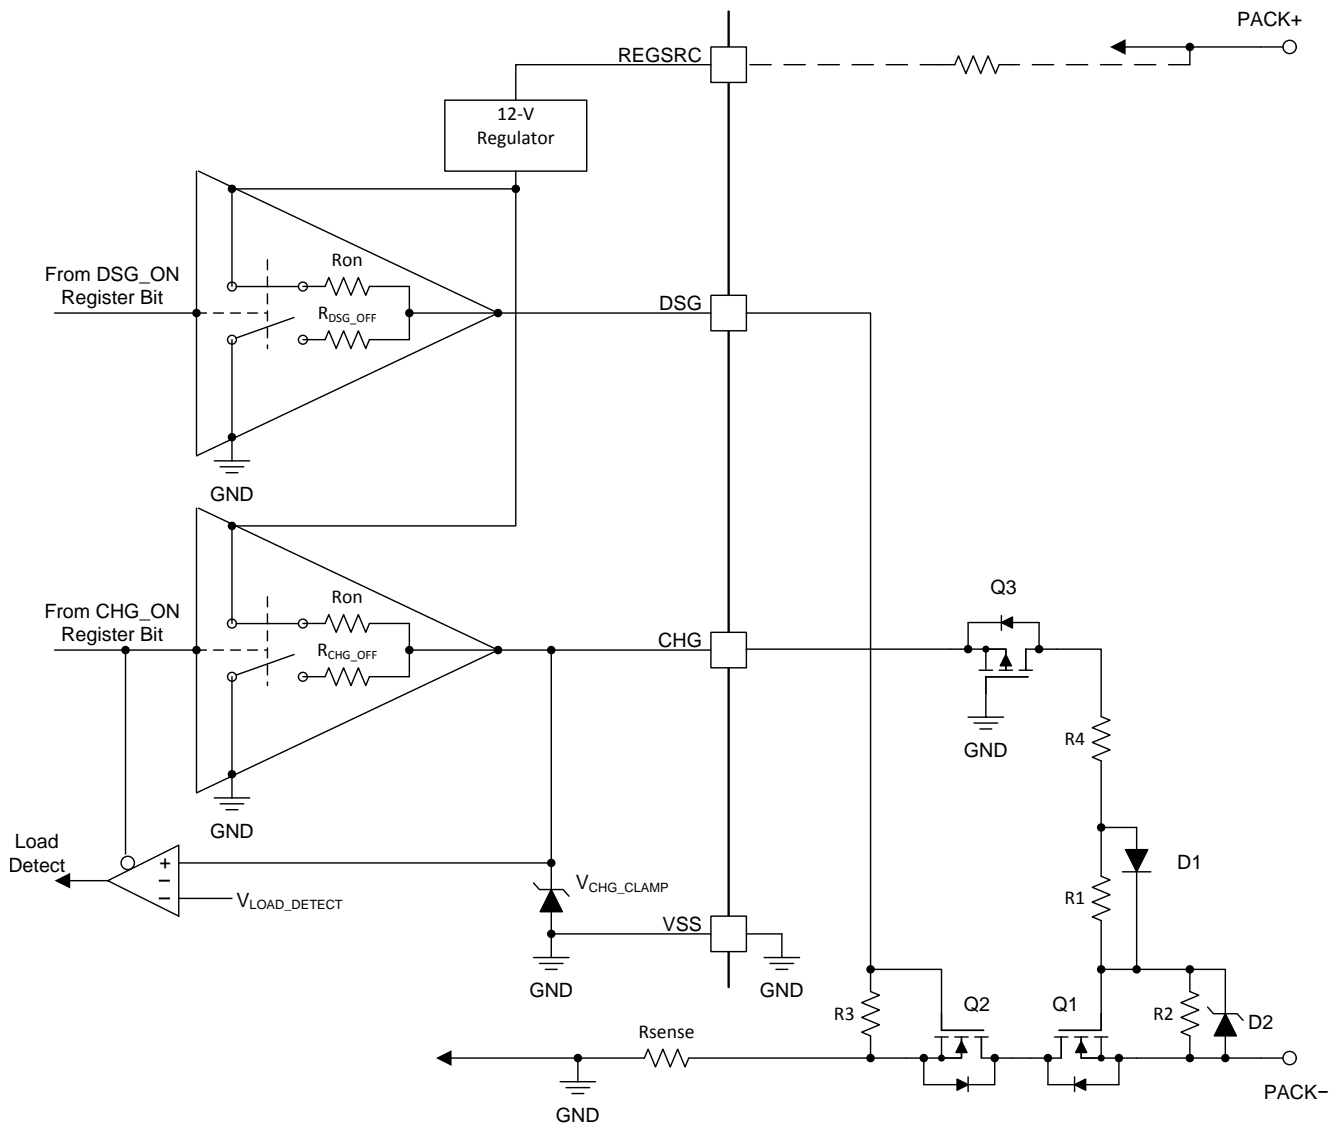 PACK+
REGSRC
12-V
Regulator
From DSG_ON
Register Bit
Ron
RDSG_OFF
DSG
GND
From CHG_ON
Register Bit
Ron
RCHG_OFF
CHG
Q3
GND
R4
GND
Load
Detect
+
−
−
VLOAD_DETECT
VCHG_CLAMP
D1
R1
VSS
GND
GND
R3
Q2
Q1
R2
D2
Rsense
GND
PACK−